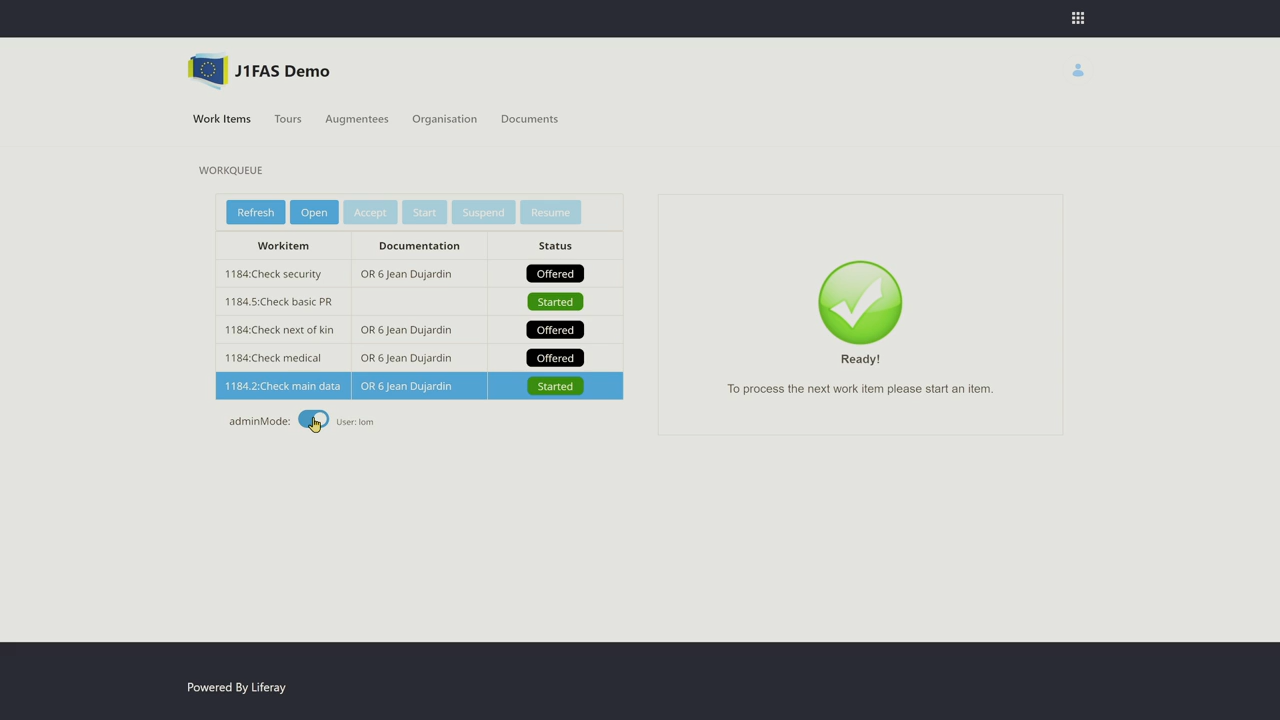 J1FAS Demo
Work Items Tours Augmentees Organisation Documents
WORKQUEUE
Refresh Open Accept Start Suspend Resume
Workitem Documentation Status
1184:Check security OR 6 Jean Dujardin Offered
1184.5:Check basic PR Started
1184:Check next of kin OR 6 Jean Dujardin Offered
1184:Check medical OR 6 Jean Dujardin Offered
1184.2:Check main data OR 6 Jean Dujardin Started
adminMode: User: lom
Ready!
To process the next work item please start an item.
Powered By Liferay